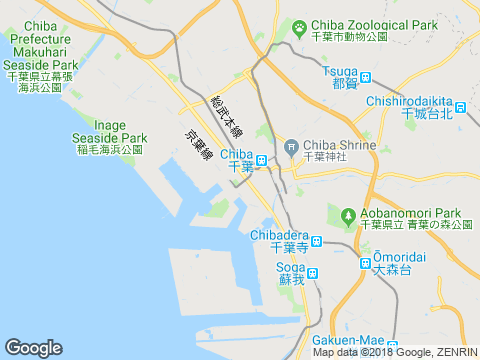 Chiba
Prefecture
Makuhari
Seaside Park
千葉県立幕張
海浜公園
Chiba Zoological Park
千葉市動物公園
Tsuga
都賀
Chishirodaikita
千城台北
総武本線
京葉線
Inage
Seaside Park
稲毛海浜公園
Chiba
千葉
Chiba Shrine
千葉神社
Aobanomori Park
千葉県立 青葉の森公園
Chibadera
千葉寺
Ōmoridai
大森台
Soga
蘇我
Gakuen-Mae
Google
Map data ©2018 Google, ZENRIN